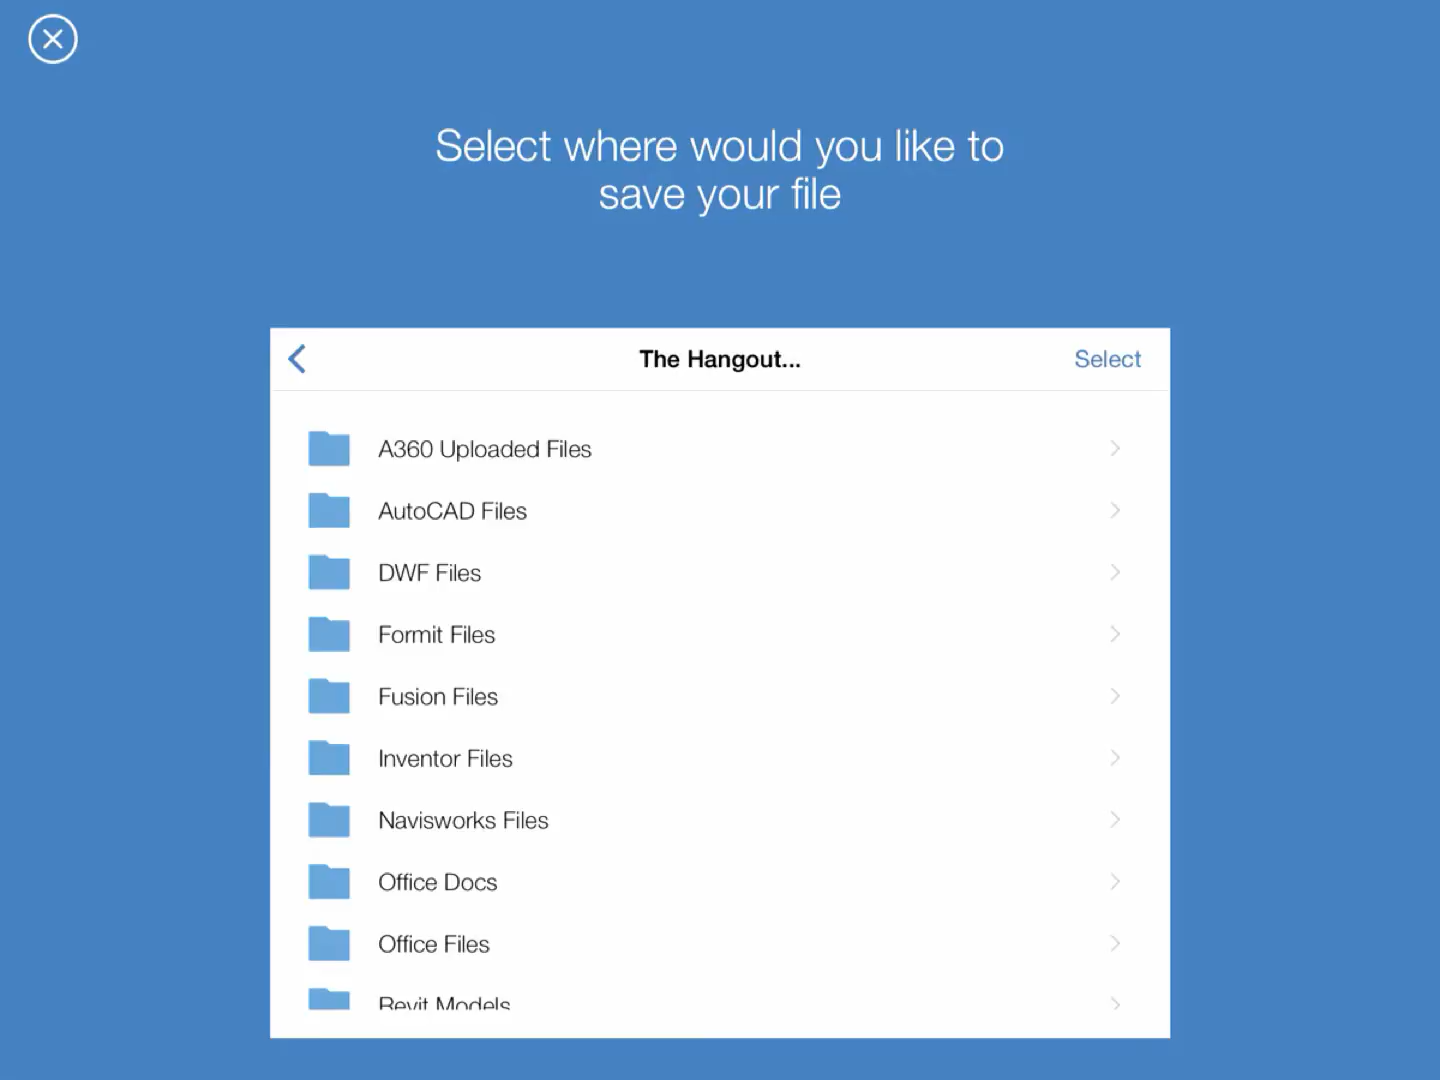 Select where would you like to
save your file
The Hangout...
Select
A360 Uploaded Files
AutoCAD Files
DWF Files
Formit Files
Fusion Files
Inventor Files
Navisworks Files
Office Docs
Office Files
Revit Models